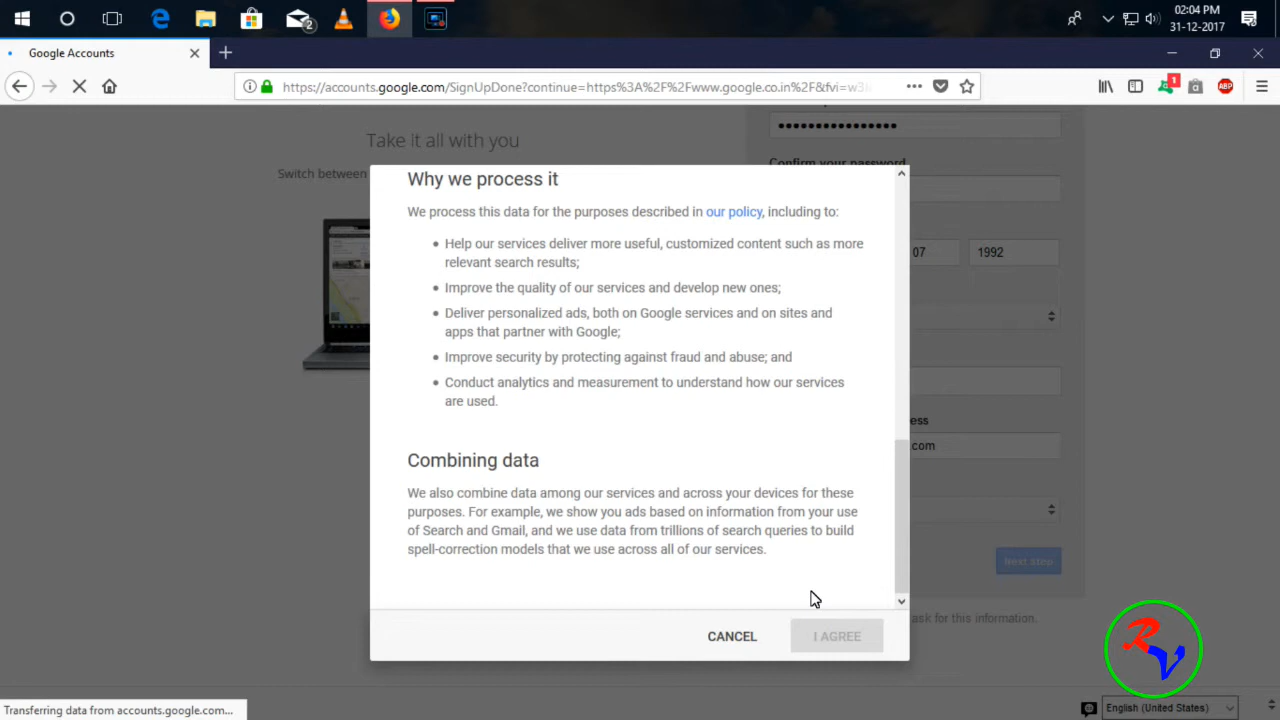 2
02:04 PM
31-12-2017
Google Accounts
https://accounts.google.com/SignUpDone?continue=https%3A%2F%2Fwww.google.co.in%2F&dfvi=w3l
1
ABP
Take it all with you
Switch between
••••••••••••••••
Confirm your password
07
1992
Why we process it
We process this data for the purposes described in our policy, including to:
• Help our services deliver more useful, customized content such as more
relevant search results;
• Improve the quality of our services and develop new ones;
• Deliver personalized ads, both on Google services and on sites and
apps that partner with Google;
• Improve security by protecting against fraud and abuse; and
• Conduct analytics and measurement to understand how our services
are used.
ess
com
Combining data
We also combine data among our services and across your devices for these
purposes. For example, we show you ads based on information from your use
of Search and Gmail, and we use data from trillions of search queries to build
spell-correction models that we use across all of our services.
Next step
ask for this information.
CANCEL
I AGREE
RV
Transferring data from accounts.google.com...
English (United States)